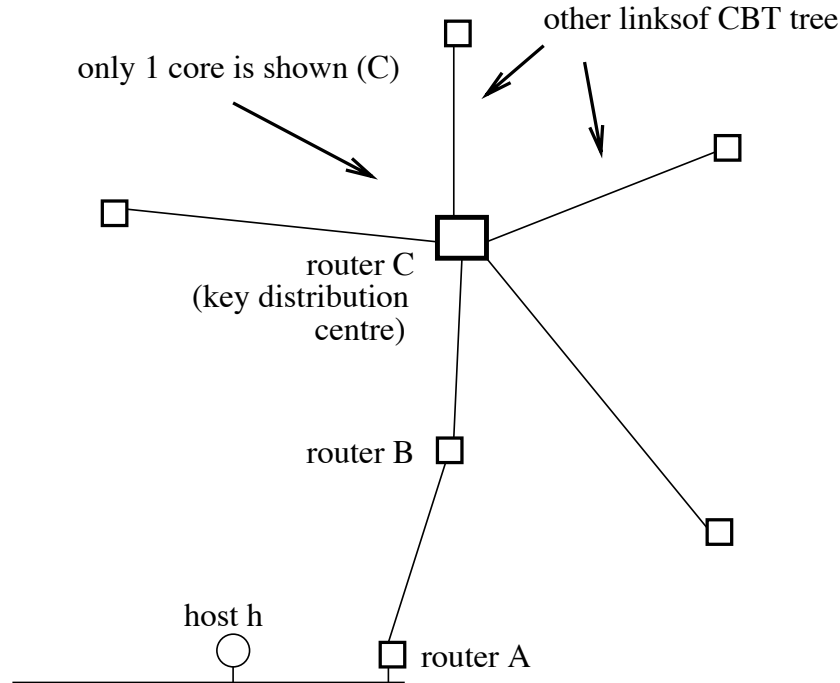 other linksof CBT tree
only 1 core is shown (C)
router C
(key distribution
centre)
router B
host h
router A